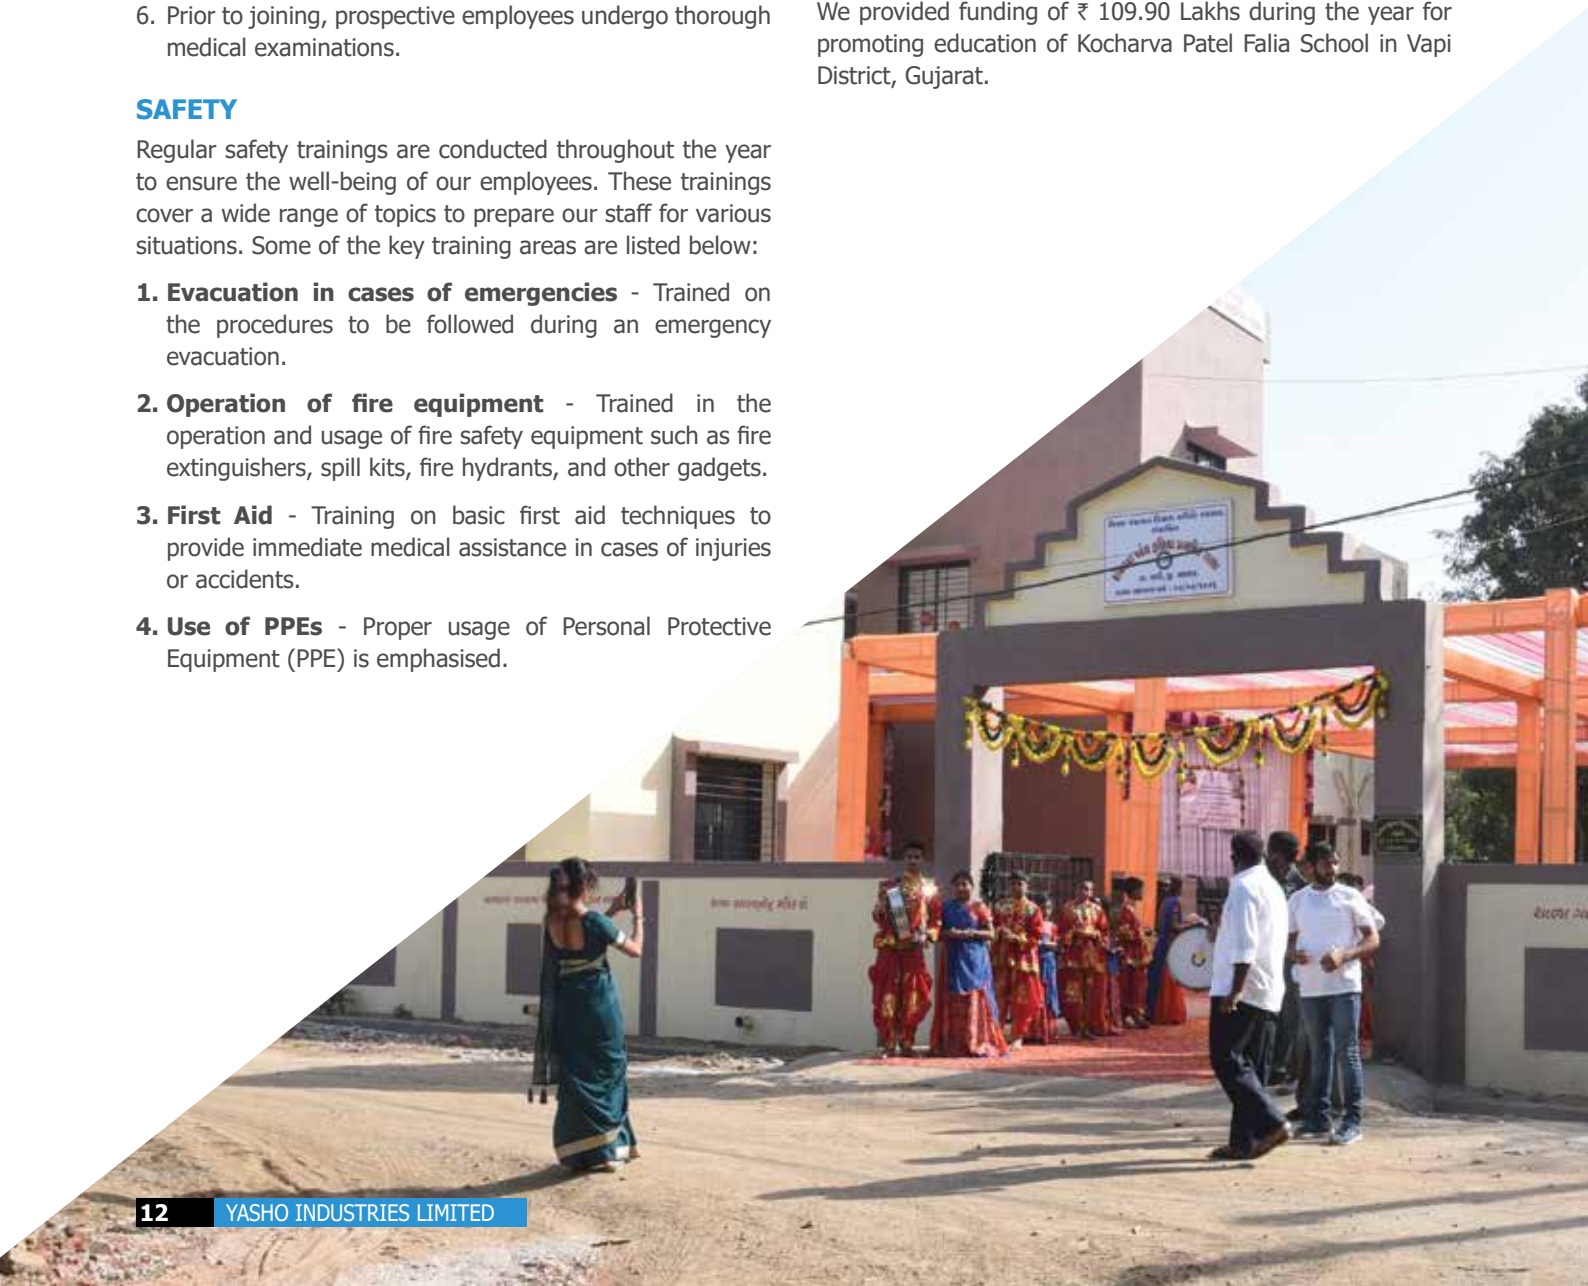 6. Prior to joining, prospective employees undergo thorough
medical examinations.
SAFETY
Regular safety trainings are conducted throughout the year
to ensure the well-being of our employees. These trainings
cover a wide range of topics to prepare our staff for various
situations. Some of the key training areas are listed below:
1. Evacuation in cases of emergencies - Trained on
the procedures to be followed during an emergency
evacuation.
2. Operation of fire equipment - Trained in the
operation and usage of fire safety equipment such as fire
extinguishers, spill kits, fire hydrants, and other gadgets.
3. First Aid - Training on basic first aid techniques to
provide immediate medical assistance in cases of injuries
or accidents.
4. Use of PPEs - Proper usage of Personal Protective
Equipment (PPE) is emphasised.
We provided funding of ₹ 109.90 Lakhs during the year for
promoting education of Kocharva Patel Falia School in Vapi
District, Gujarat.
12 YASHO INDUSTRIES LIMITED